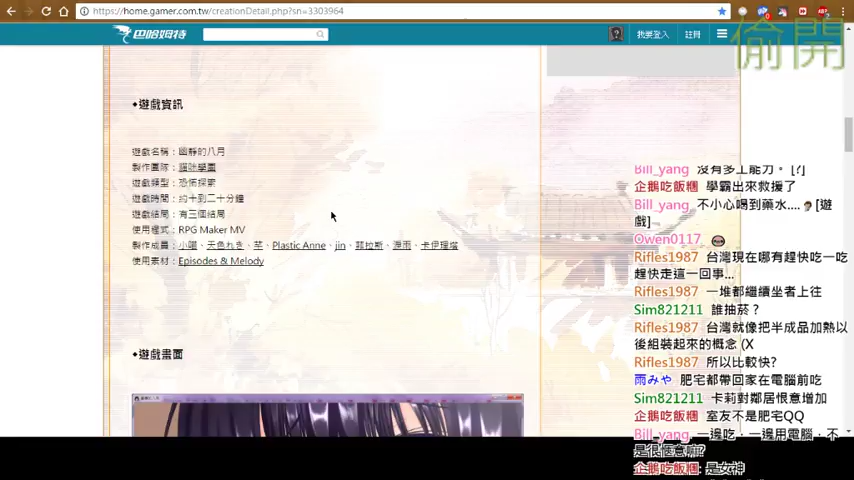 https://home.gamer.com.tw/creationDetail.php?sn=3303964
巴哈姆特
我要登入
註冊
偷開
◆遊戲資訊
遊戲名稱：幽靜的八月
製作團隊：貓咪學園
遊戲類型：恐怖探索
遊戲時間：約十到二十分鐘
遊戲結局：有三個結局
使用程式：RPG Maker MV
製作成員：小喵、天色れき、芊、Plastic Anne、jin、菲拉斯、澪雨、卡伊理塔
使用素材：Episodes & Melody
◆遊戲畫面
Bill_yang 沒有多工能力。[?]
企鵝吃飯糰 學霸出來救援了
Bill_yang 不小心喝到藥水....[遊
戲]
Owen0117
Rifles1987 台灣現在哪有趕快吃一吃
趕快走這一回事...
Rifles1987 一堆都繼續坐者上往
Sim821211 誰抽菸？
Rifles1987 台灣就像把半成品加熱以
後組裝起來的概念 (X
Rifles1987 所以比較快?
雨みや 肥宅都帶回家在電腦前吃
Sim821211 卡莉對鄰居恨意增加
企鵝吃飯糰 室友不是肥宅QQ
Bill_yang 一邊吃．一邊用電腦．不
是很愜意嘛?
企鵝吃飯糰: 是女神